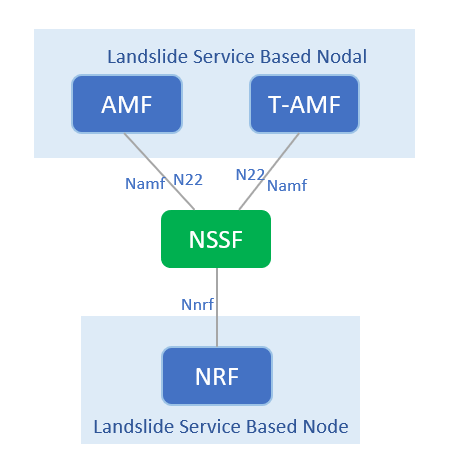 Landslide Service Based Nodal
AMF
T-AMF
Namf
N22
N22
Namf
NSSF
Nnrf
NRF
Landslide Service Based Node